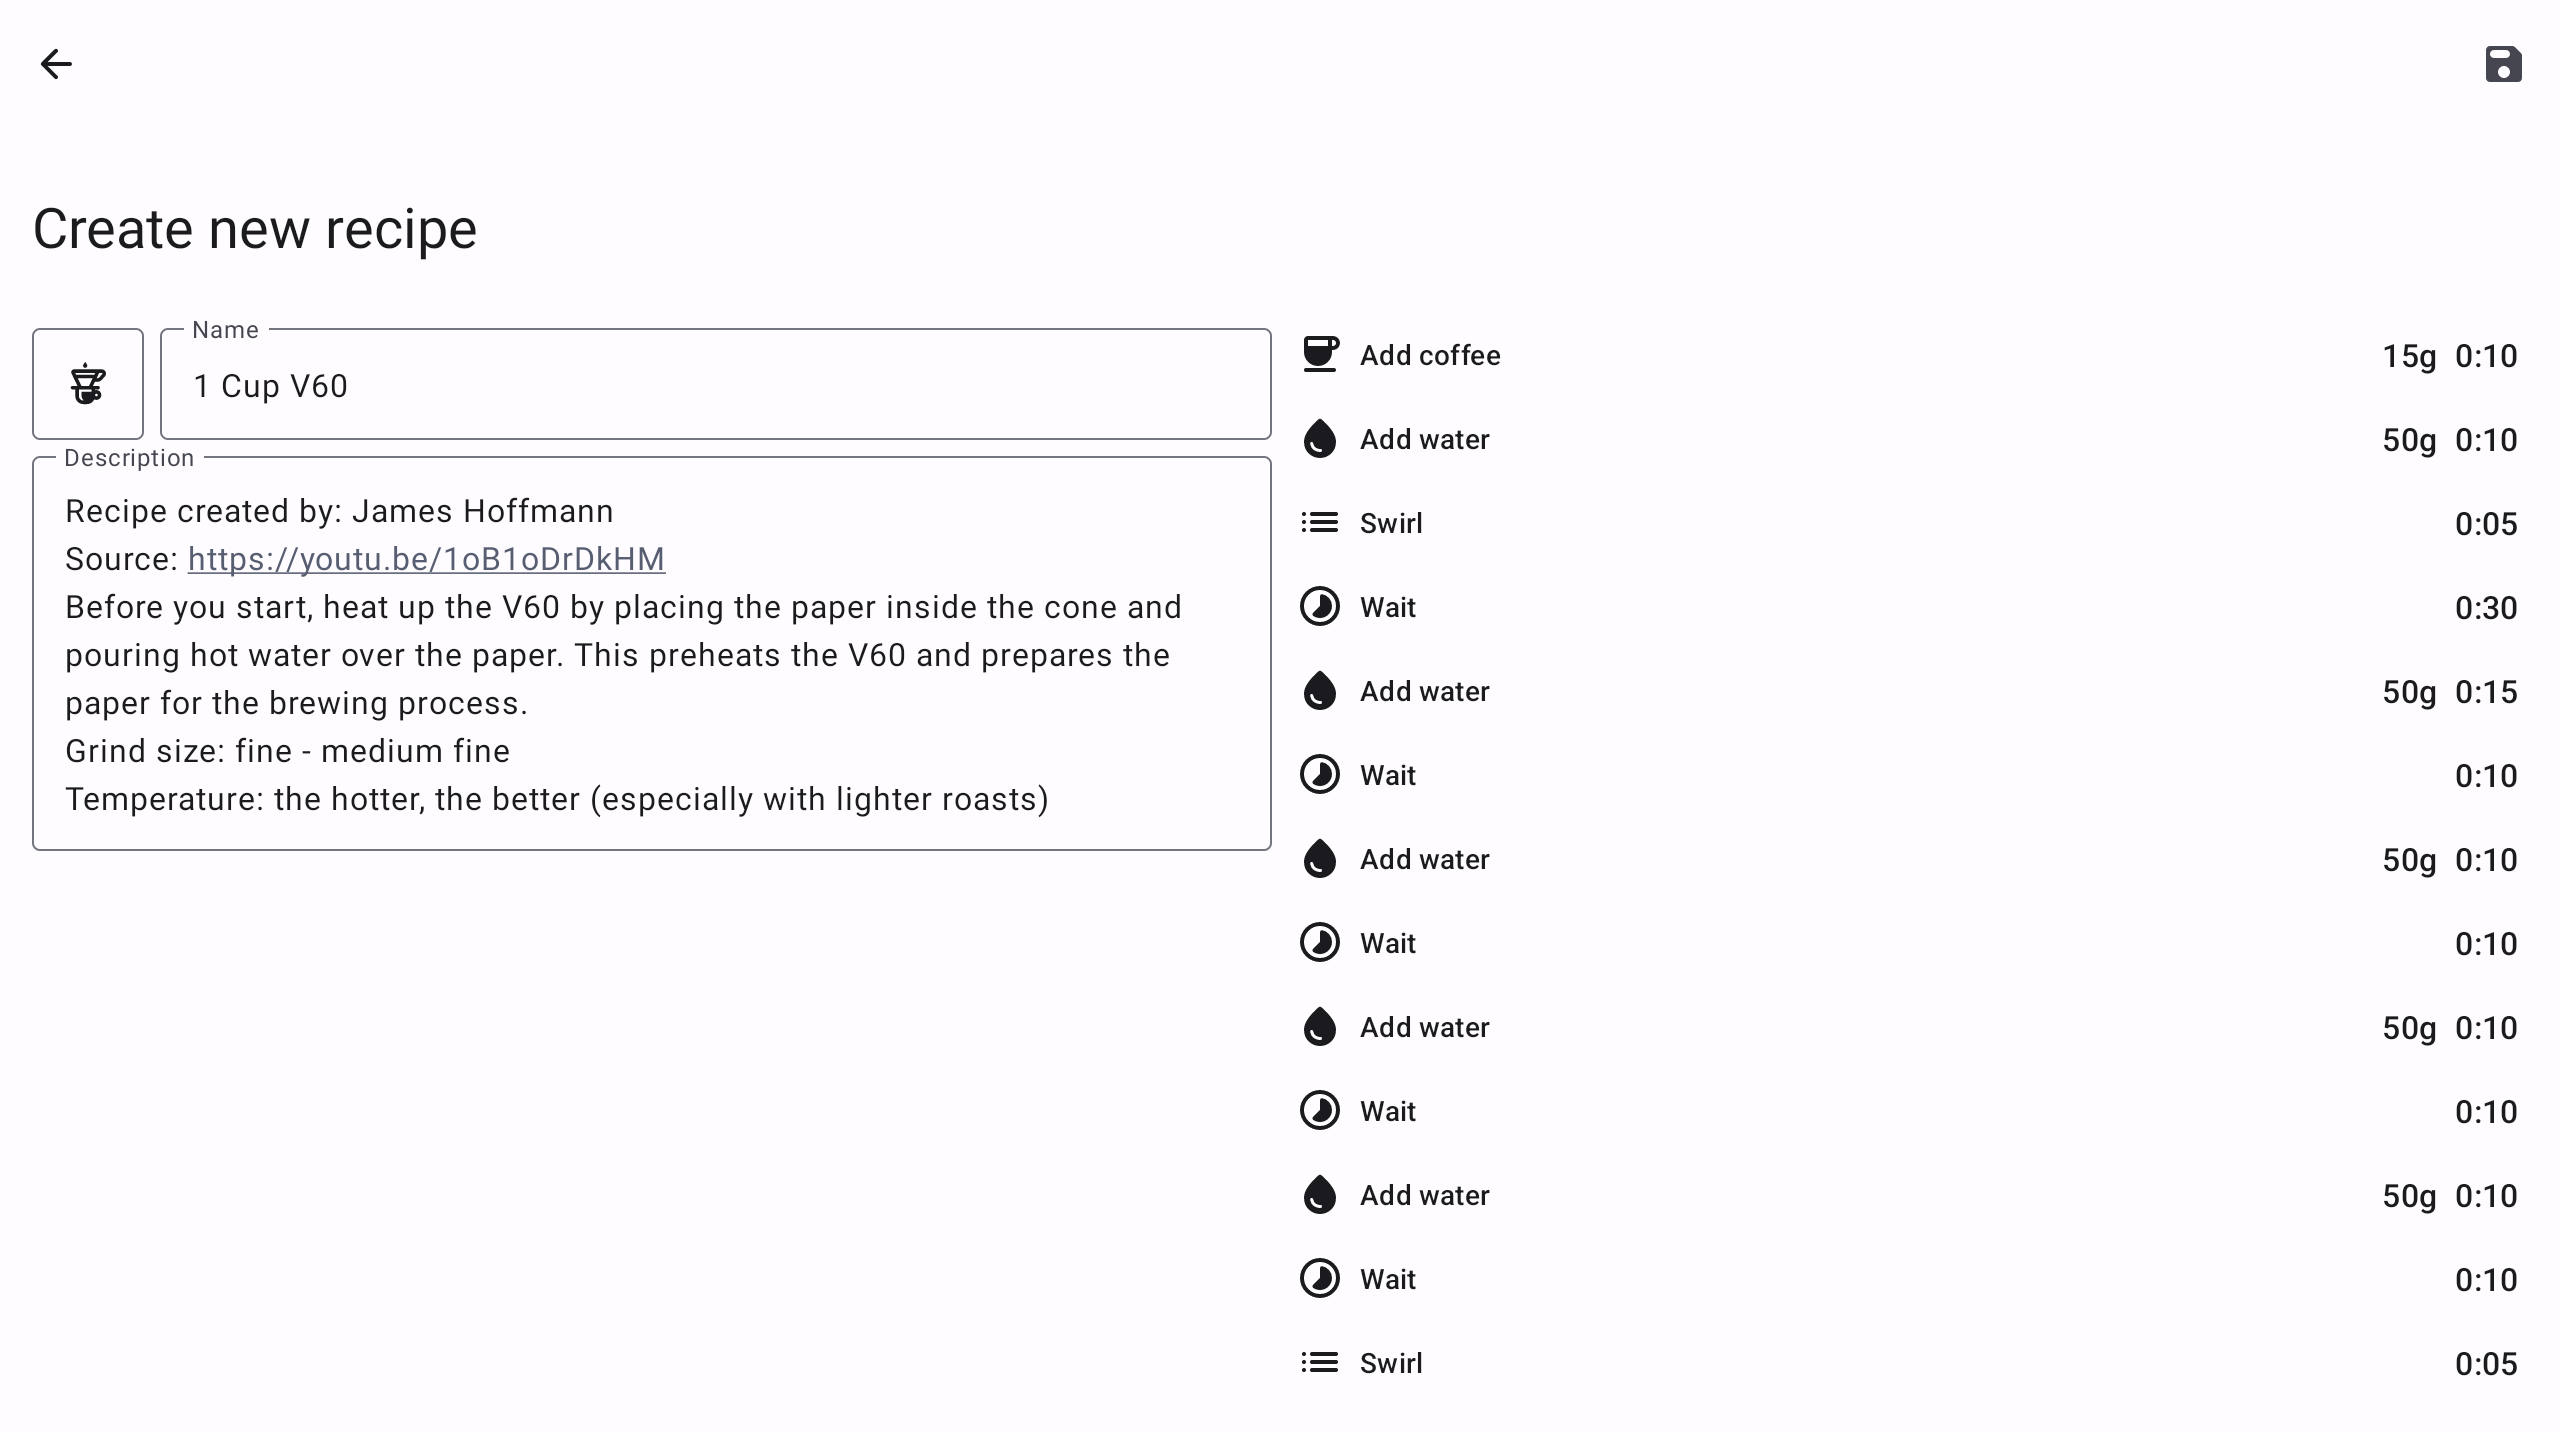 Create new recipe
Name
1 Cup V60
Description
Recipe created by: James Hoffmann
Source: https://youtu.be/1oB1oDrDkHM
Before you start, heat up the V60 by placing the paper inside the cone and
pouring hot water over the paper. This preheats the V60 and prepares the
paper for the brewing process.
Grind size: fine - medium fine
Temperature: the hotter, the better (especially with lighter roasts)
Add coffee 15g 0:10
Add water 50g 0:10
Swirl 0:05
Wait 0:30
Add water 50g 0:15
Wait 0:10
Add water 50g 0:10
Wait 0:10
Add water 50g 0:10
Wait 0:10
Add water 50g 0:10
Wait 0:10
Swirl 0:05